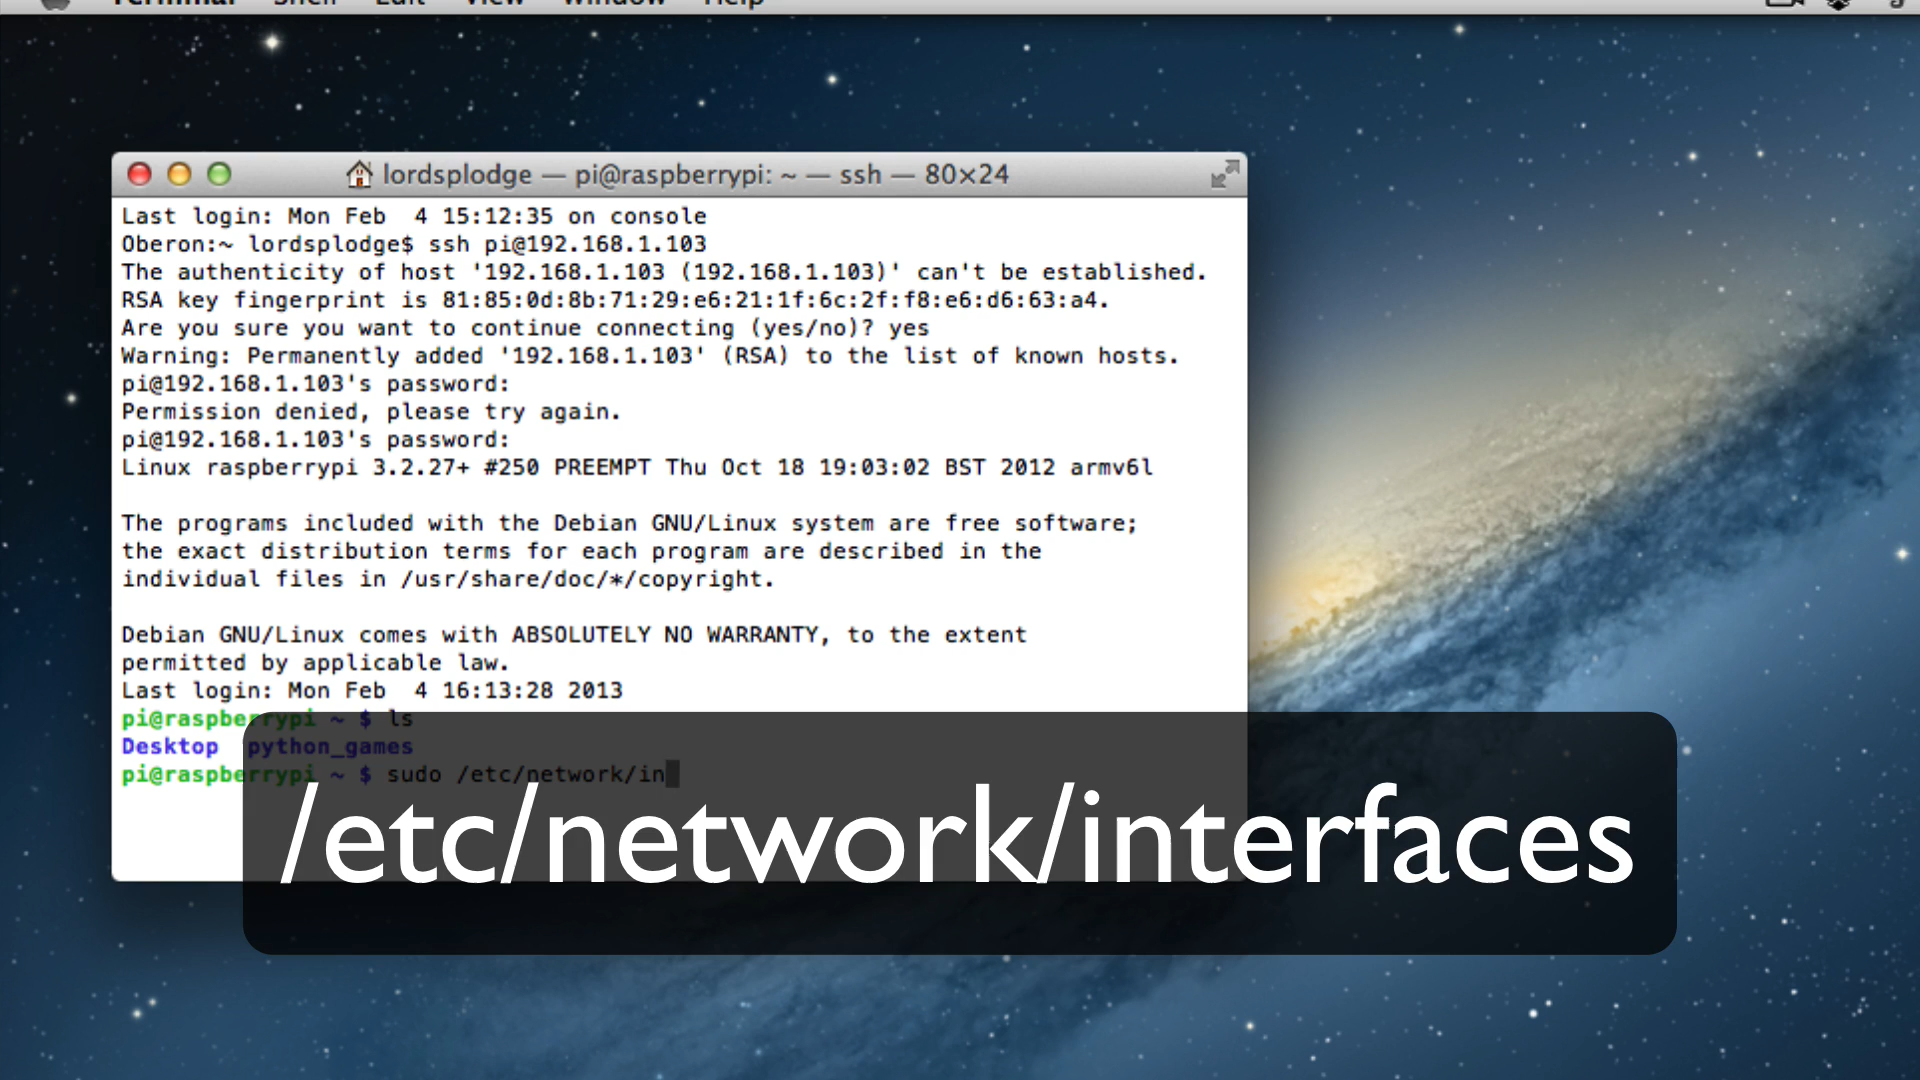 Terminal Shell Edit View Window Help
lordsplodge — pi@raspberrypi: ~ — ssh — 80×24
Last login: Mon Feb  4 15:12:35 on console
Oberon:~ lordsplodge$ ssh pi@192.168.1.103
The authenticity of host '192.168.1.103 (192.168.1.103)' can't be established.
RSA key fingerprint is 81:85:0d:8b:71:29:e6:21:1f:6c:2f:f8:e6:d6:63:a4.
Are you sure you want to continue connecting (yes/no)? yes
Warning: Permanently added '192.168.1.103' (RSA) to the list of known hosts.
pi@192.168.1.103's password:
Permission denied, please try again.
pi@192.168.1.103's password:
Linux raspberrypi 3.2.27+ #250 PREEMPT Thu Oct 18 19:03:02 BST 2012 armv6l
The programs included with the Debian GNU/Linux system are free software;
the exact distribution terms for each program are described in the
individual files in /usr/share/doc/*/copyright.
Debian GNU/Linux comes with ABSOLUTELY NO WARRANTY, to the extent
permitted by applicable law.
Last login: Mon Feb  4 16:13:28 2013
pi@raspberrypi ~ $ ls
Desktop  python_games
pi@raspberrypi ~ $ sudo /etc/network/in
/etc/network/interfaces